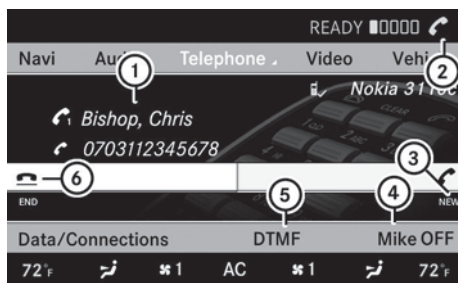 READY
Navi Telephone Video
1
2
Nokia
Bishop, Chris
0703112345678
3
6
5
4
END
NEW
Data/Connections DTMF Mike OFF
72°F 1 AC 1 72°F